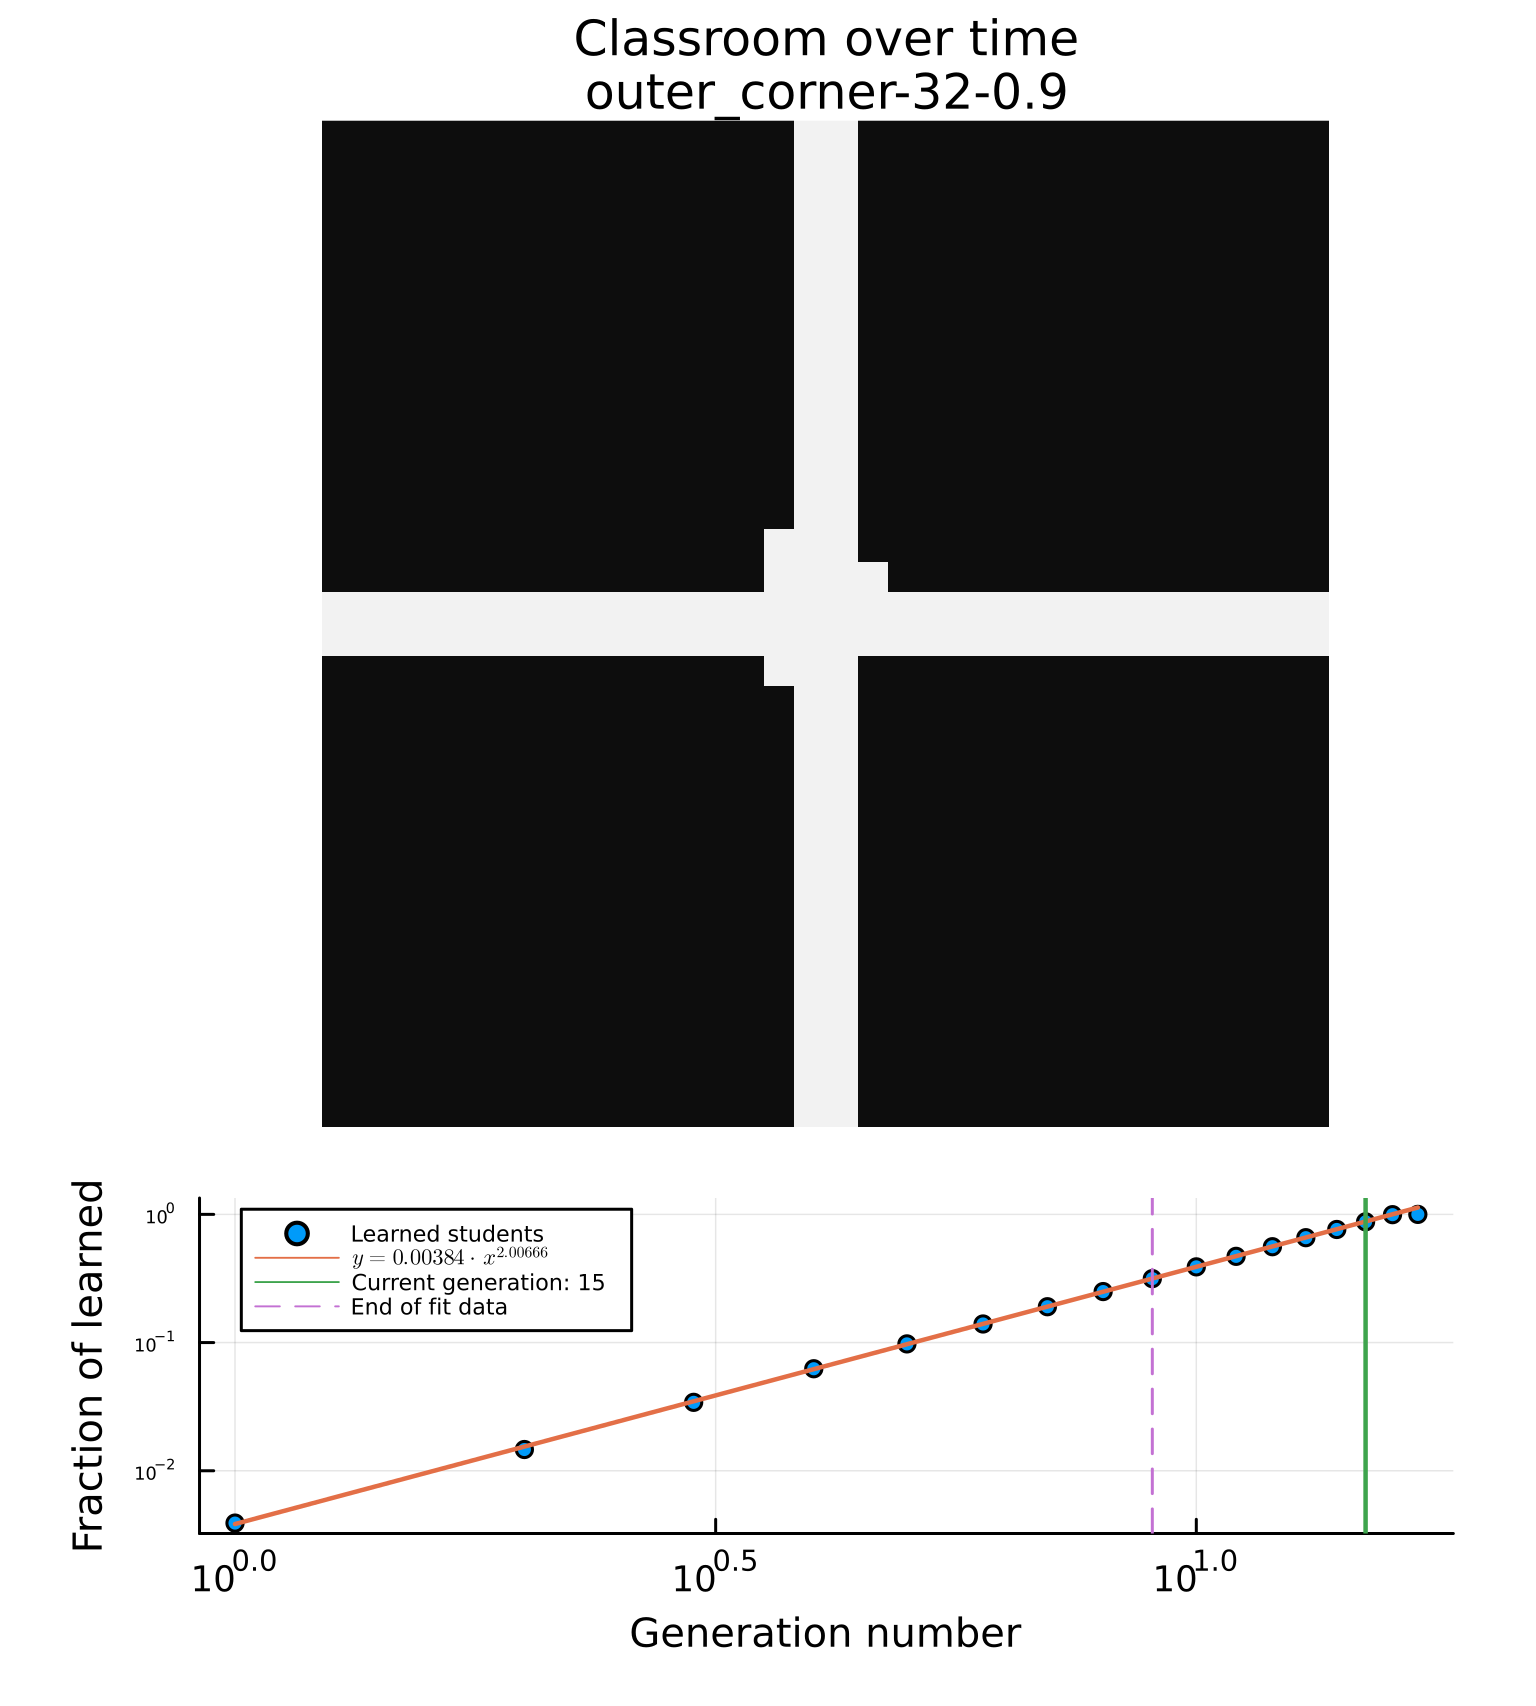 Classroom over time
outer_corner-32-0.9
Fraction of learned
10^0
10^-1
10^-2
Learned students
y = 0.00384 · x^2.00666
Current generation: 15
End of fit data
10^0.0
10^0.5
10^1.0
Generation number